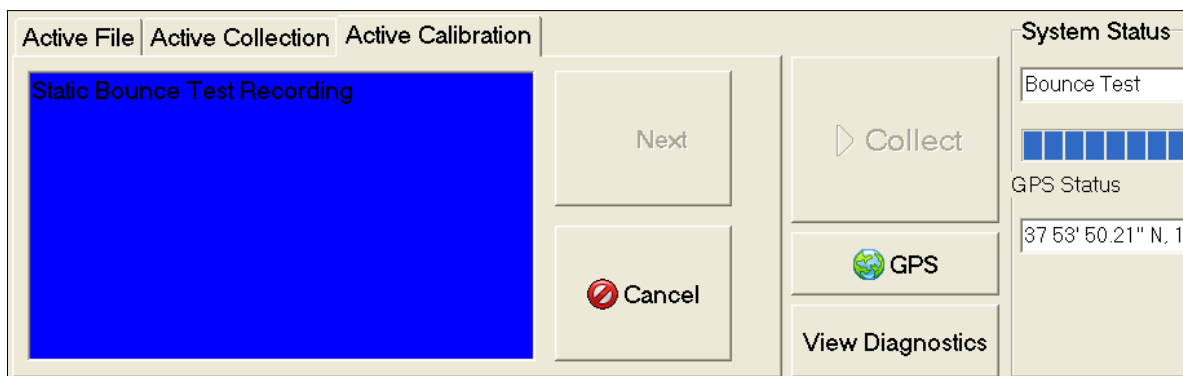 Active File
Active Collection
Active Calibration
Static Bounce Test Recording
Next
Cancel
Collect
GPS
View Diagnostics
System Status
Bounce Test
GPS Status
37 53' 50.21" N, 1